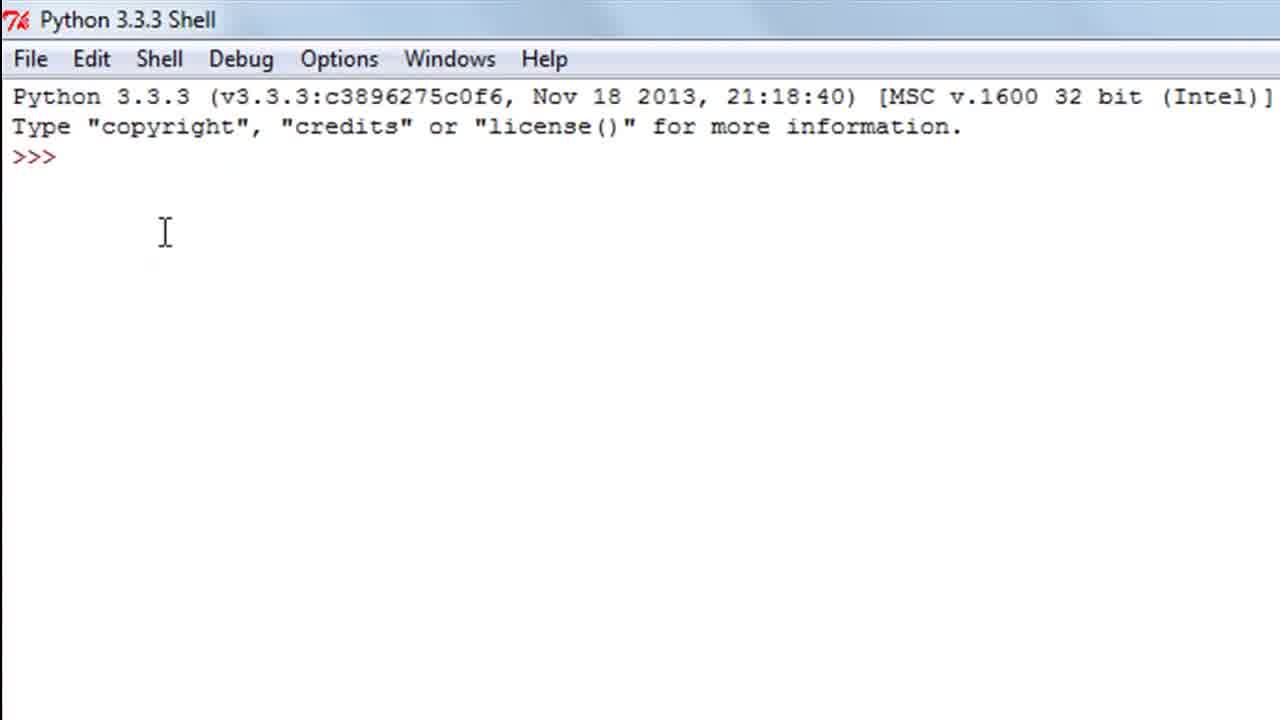 Python 3.3.3 Shell
File Edit Shell Debug Options Windows Help
Python 3.3.3 (v3.3.3:c3896275c0f6, Nov 18 2013, 21:18:40) [MSC v.1600 32 bit (Intel)]
Type "copyright", "credits" or "license()" for more information.
>>>